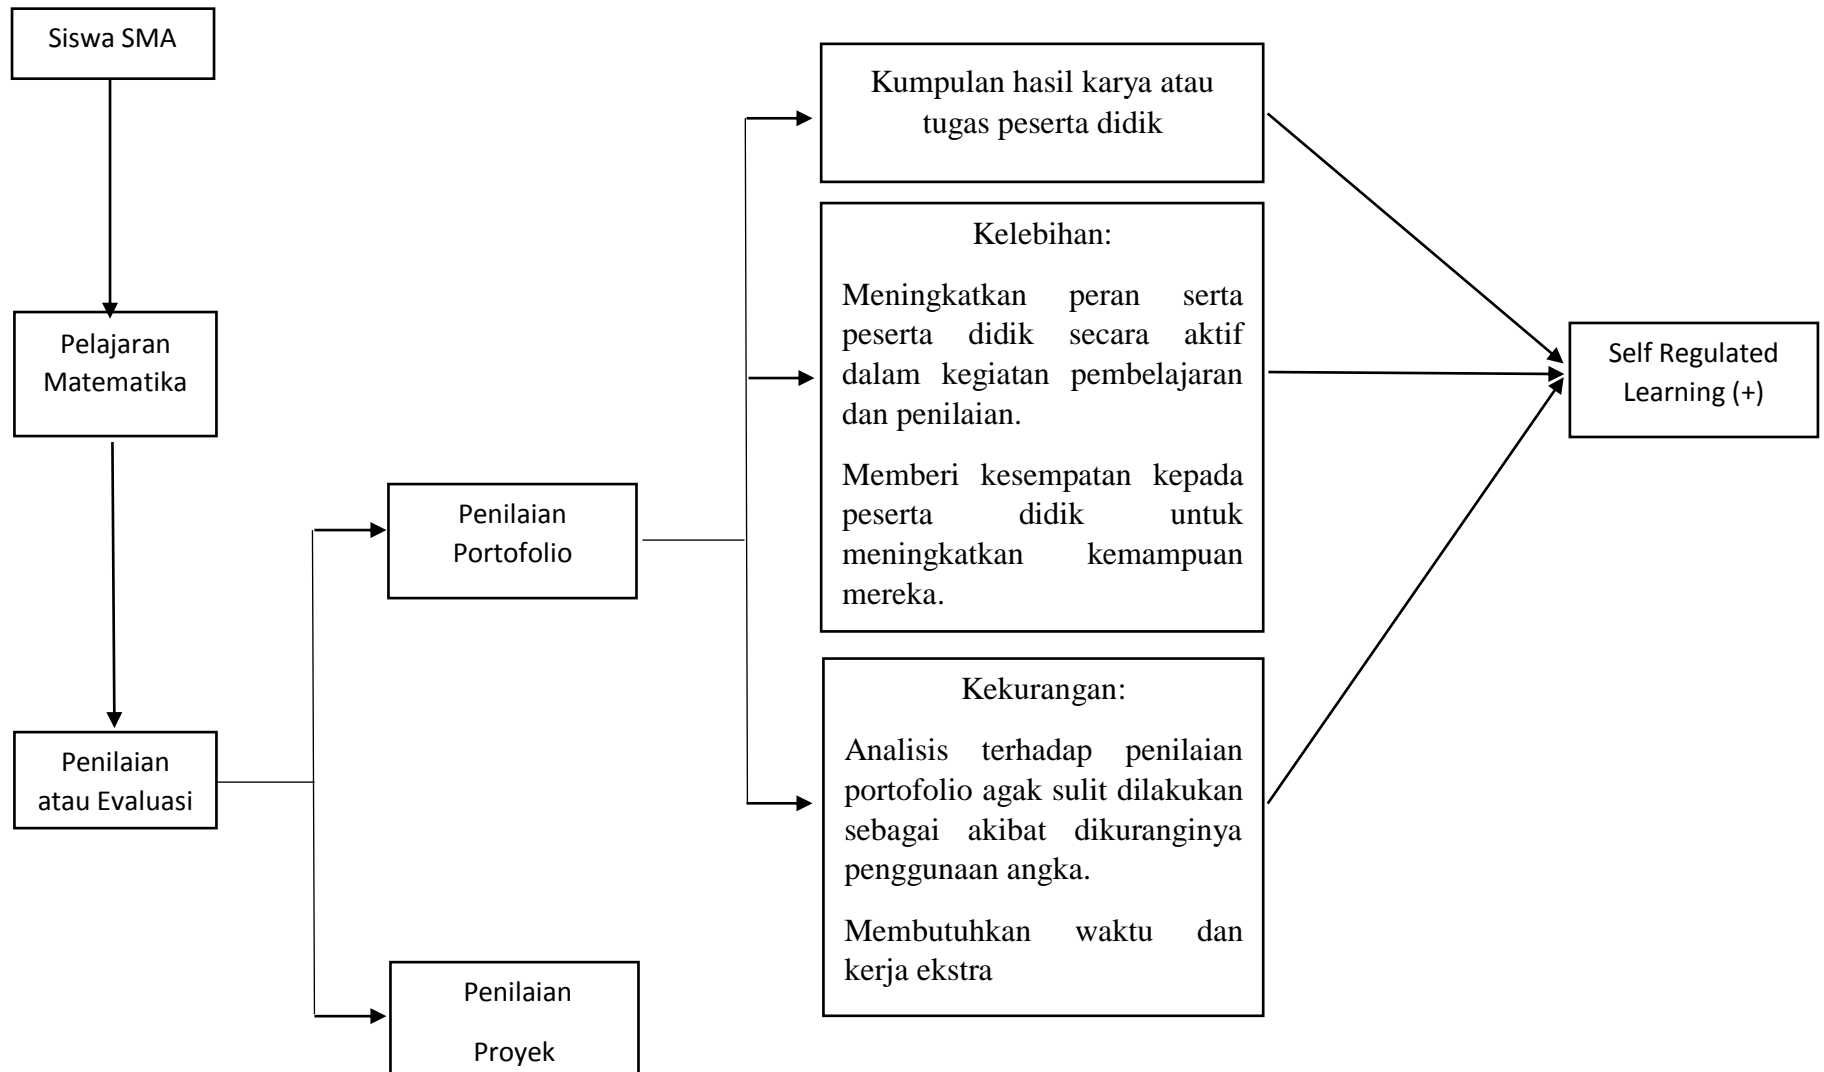 Siswa SMA
Pelajaran
Matematika
Penilaian
atau Evaluasi
Penilaian
Portofolio
Penilaian
Proyek
Kumpulan hasil karya atau
tugas peserta didik
Kelebihan:
Meningkatkan peran serta
peserta didik secara aktif
dalam kegiatan pembelajaran
dan penilaian.
Memberi kesempatan kepada
peserta didik untuk
meningkatkan kemampuan
mereka.
Kekurangan:
Analisis terhadap penilaian
portofolio agak sulit dilakukan
sebagai akibat dikuranginya
penggunaan angka.
Membutuhkan waktu dan
kerja ekstra
Self Regulated
Learning (+)